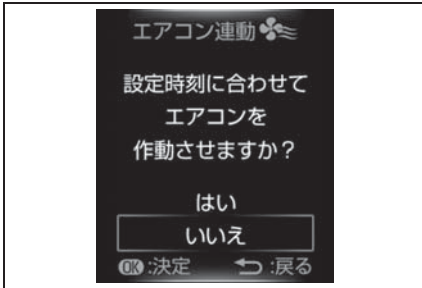 エアコン連動
設定時刻に合わせて
エアコンを
作動させますか？
はい
いいえ
OK :決定 :戻る